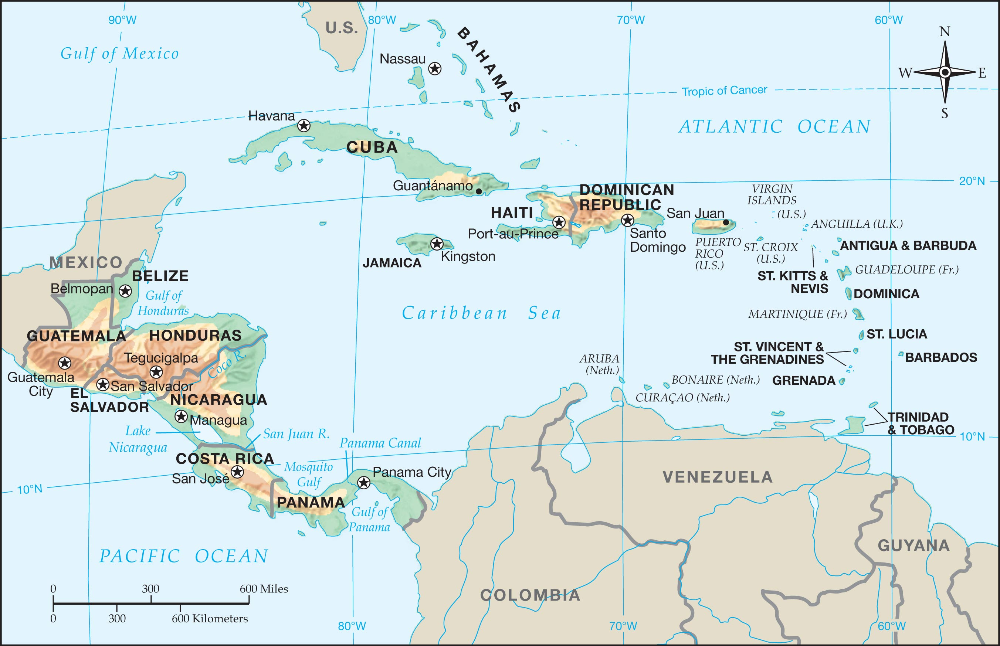 90°W
80°W
70°W
60°W
U.S.
Gulf of Mexico
BAHAMAS
Nassau
N
W
E
S
Tropic of Cancer
Havana
ATLANTIC OCEAN
CUBA
Guantánamo
20°N
DOMINICAN
REPUBLIC
HAITI
San Juan
VIRGIN
ISLANDS
(U.S.)
ANGUILLA (U.K.)
Port-au-Prince
Santo
Domingo
PUERTO
RICO
(U.S.)
ST. CROIX
(U.S.)
ANTIGUA & BARBUDA
JAMAICA
Kingston
MEXICO
BELIZE
Belmopan
Gulf of
Honduras
GUADELOUPE (Fr.)
ST. KITTS &
NEVIS
DOMINICA
Caribbean Sea
MARTINIQUE (Fr.)
GUATEMALA
HONDURAS
ST. LUCIA
Tegucigalpa
Coco R.
ST. VINCENT &
THE GRENADINES
BARBADOS
ARUBA
(Neth.)
Guatemala
City
San Salvador
BONAIRE (Neth.)
GRENADA
EL
SALVADOR
NICARAGUA
CURAÇAO (Neth.)
Managua
TRINIDAD
& TOBAGO
Lake
Nicaragua
San Juan R.
Panama Canal
10°N
COSTA RICA
Mosquito
Gulf
Panama City
San José
VENEZUELA
10°N
PANAMA
Gulf of
Panama
GUYANA
PACIFIC OCEAN
0 300 600 Miles
0 300 600 Kilometers
COLOMBIA
80°W
70°W
60°W